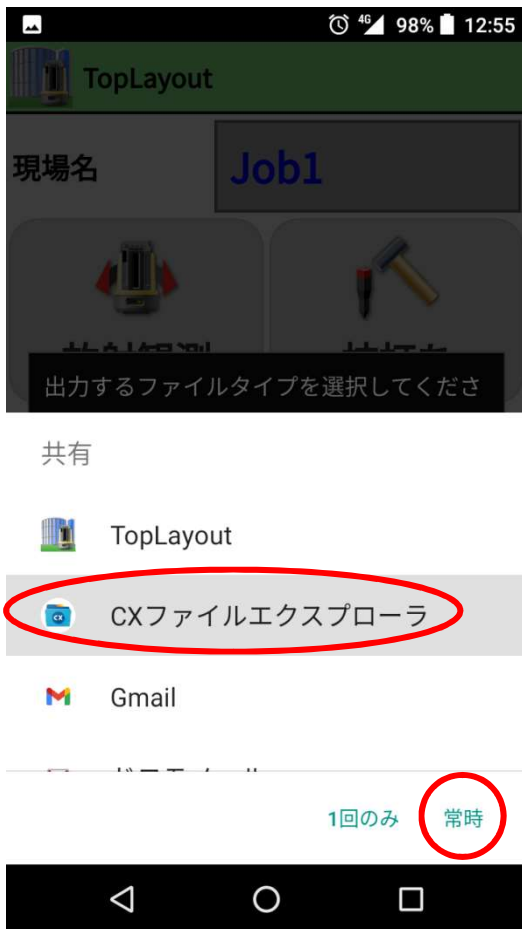 4G 98% 12:55
TopLayout
現場名 Job1
出力するファイルタイプを選択してくださ
共有
TopLayout
CXファイルエクスプローラ
Gmail
1回のみ 常時